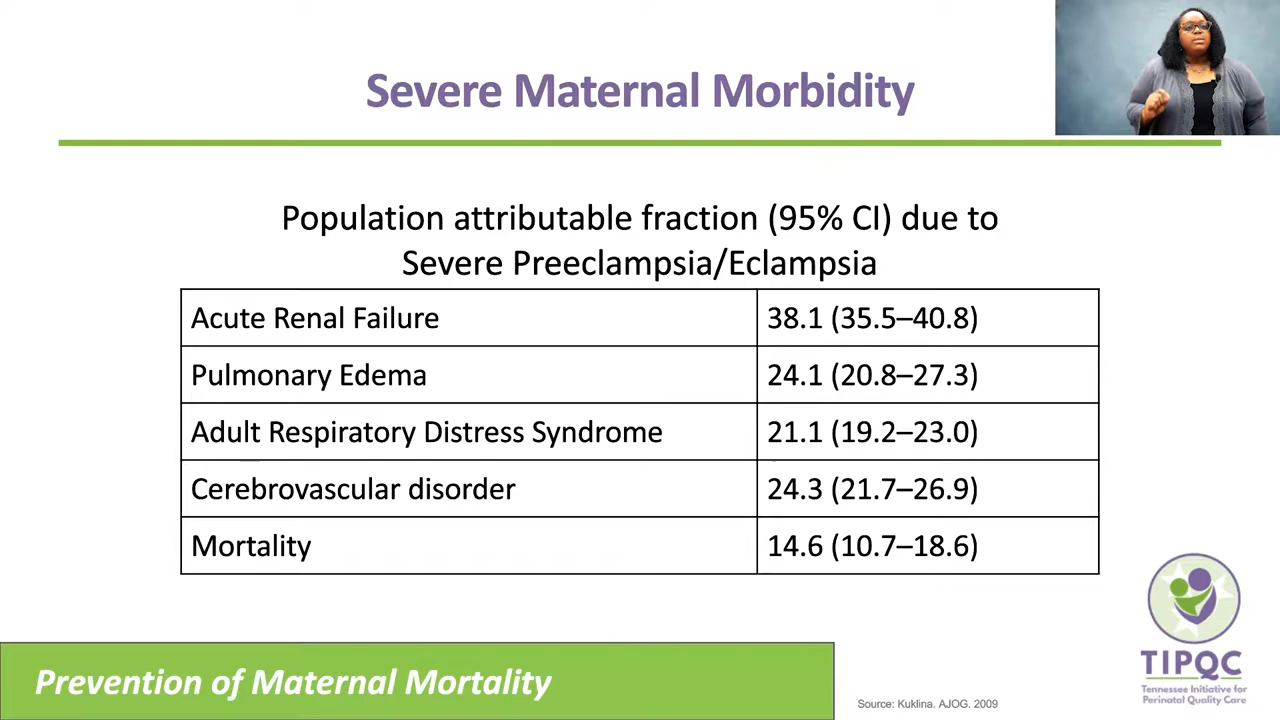 Severe Maternal Morbidity
Population attributable fraction (95% CI) due to
Severe Preeclampsia/Eclampsia
Acute Renal Failure 38.1 (35.5–40.8)
Pulmonary Edema 24.1 (20.8–27.3)
Adult Respiratory Distress Syndrome 21.1 (19.2–23.0)
Cerebrovascular disorder 24.3 (21.7–26.9)
Mortality 14.6 (10.7–18.6)
Prevention of Maternal Mortality
Source: Kuklina. AJOG. 2009
TIPQC
Tennessee Initiative for
Perinatal Quality Care